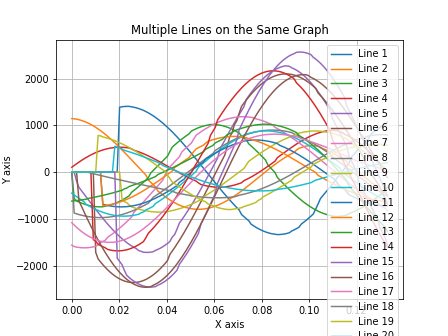 Multiple Lines on the Same Graph
Y axis
2000
1000
0
−1000
−2000
0.00
0.02
0.04
0.06
0.08
0.10
X axis
Line 1
Line 2
Line 3
Line 4
Line 5
Line 6
Line 7
Line 8
Line 9
Line 10
Line 11
Line 12
Line 13
Line 14
Line 15
Line 16
Line 17
Line 18
Line 19
Line 20